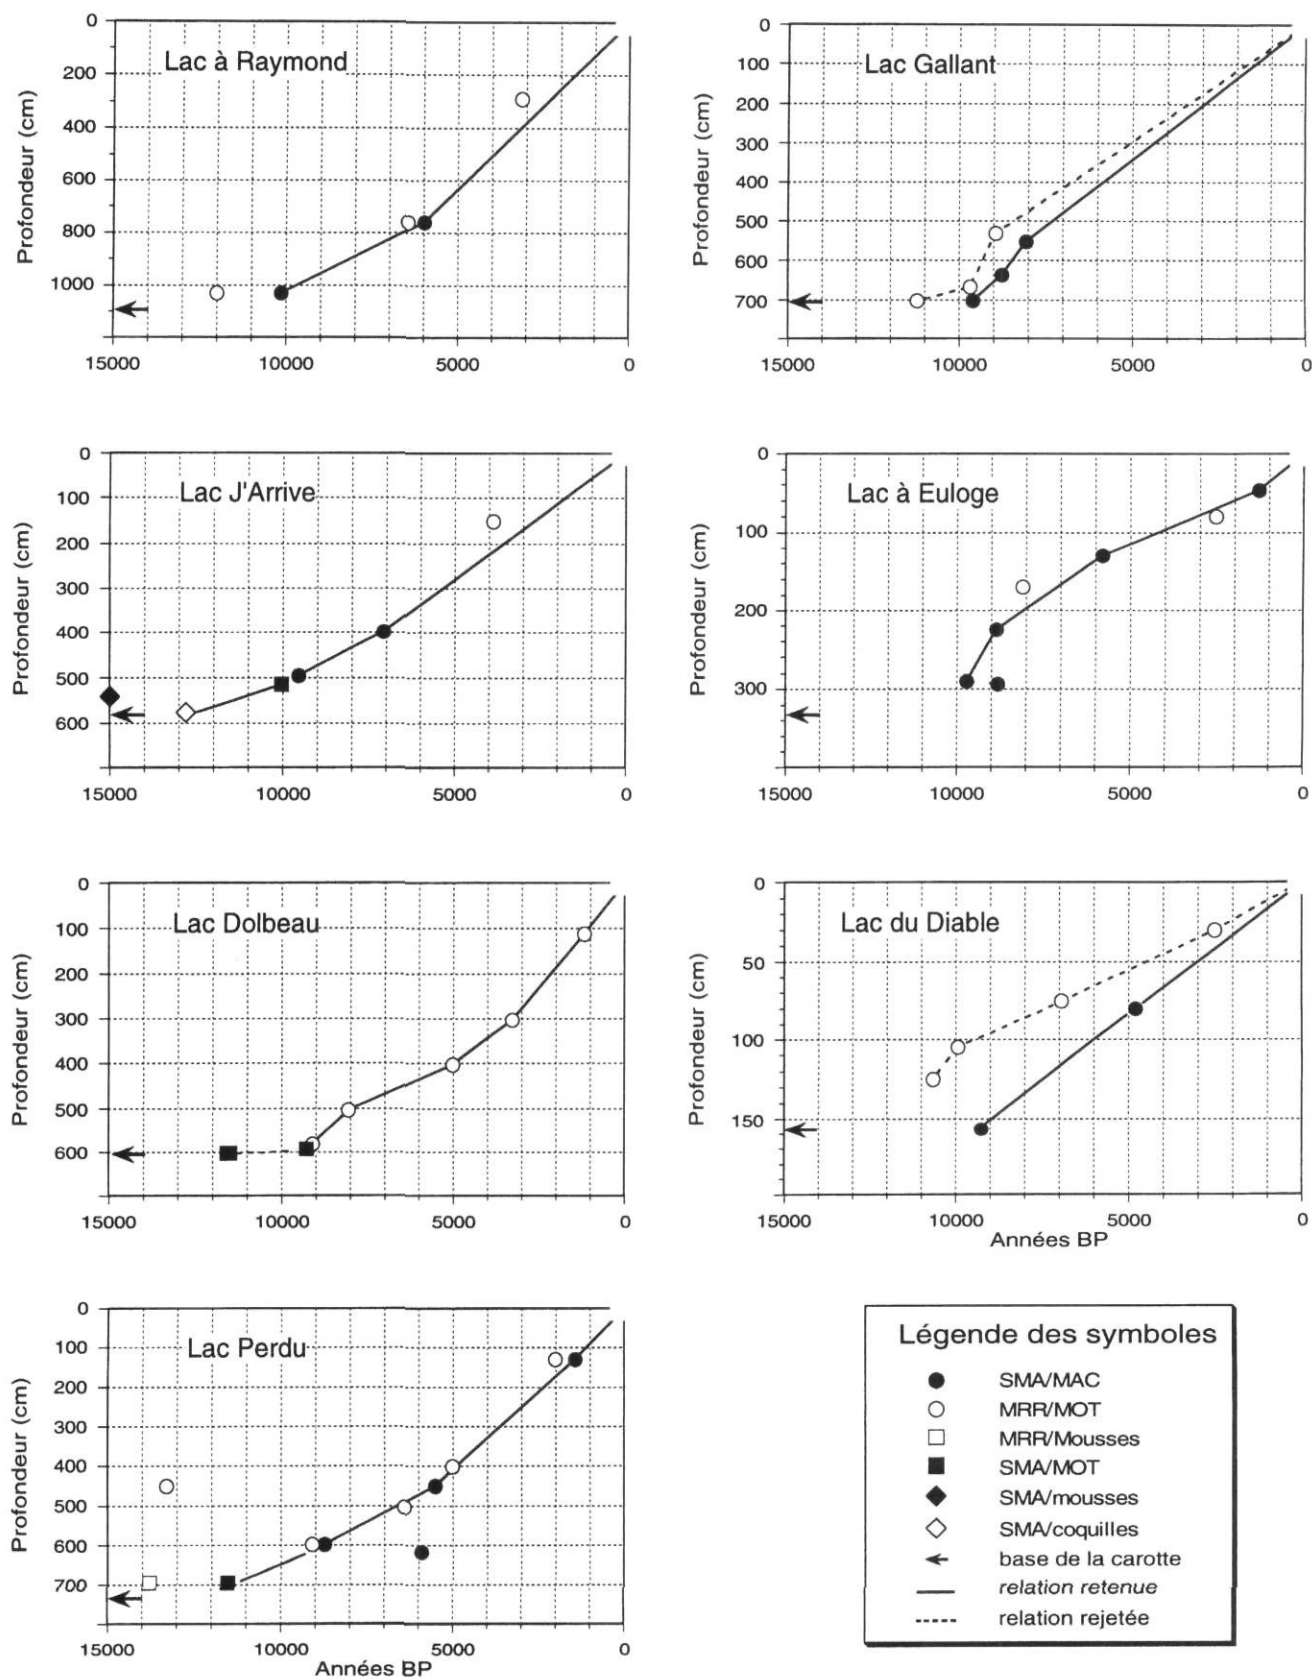 Lac à Raymond
Profondeur (cm)
0
200
400
600
800
1000
15000 10000 5000 0
Lac Gallant
Profondeur (cm)
0
100
200
300
400
500
600
700
15000 10000 5000 0
Lac J'Arrive
Profondeur (cm)
0
100
200
300
400
500
600
15000 10000 5000 0
Lac à Euloge
Profondeur (cm)
0
100
200
300
15000 10000 5000 0
Lac Dolbeau
Profondeur (cm)
0
100
200
300
400
500
600
15000 10000 5000 0
Lac du Diable
Profondeur (cm)
0
50
100
150
15000 10000 5000 0
Années BP
Lac Perdu
Profondeur (cm)
0
100
200
300
400
500
600
700
15000 10000 5000 0
Années BP
Légende des symboles
SMA/MAC
MRR/MOT
MRR/Mousses
SMA/MOT
SMA/mousses
SMA/coquilles
base de la carotte
relation retenue
relation rejetée